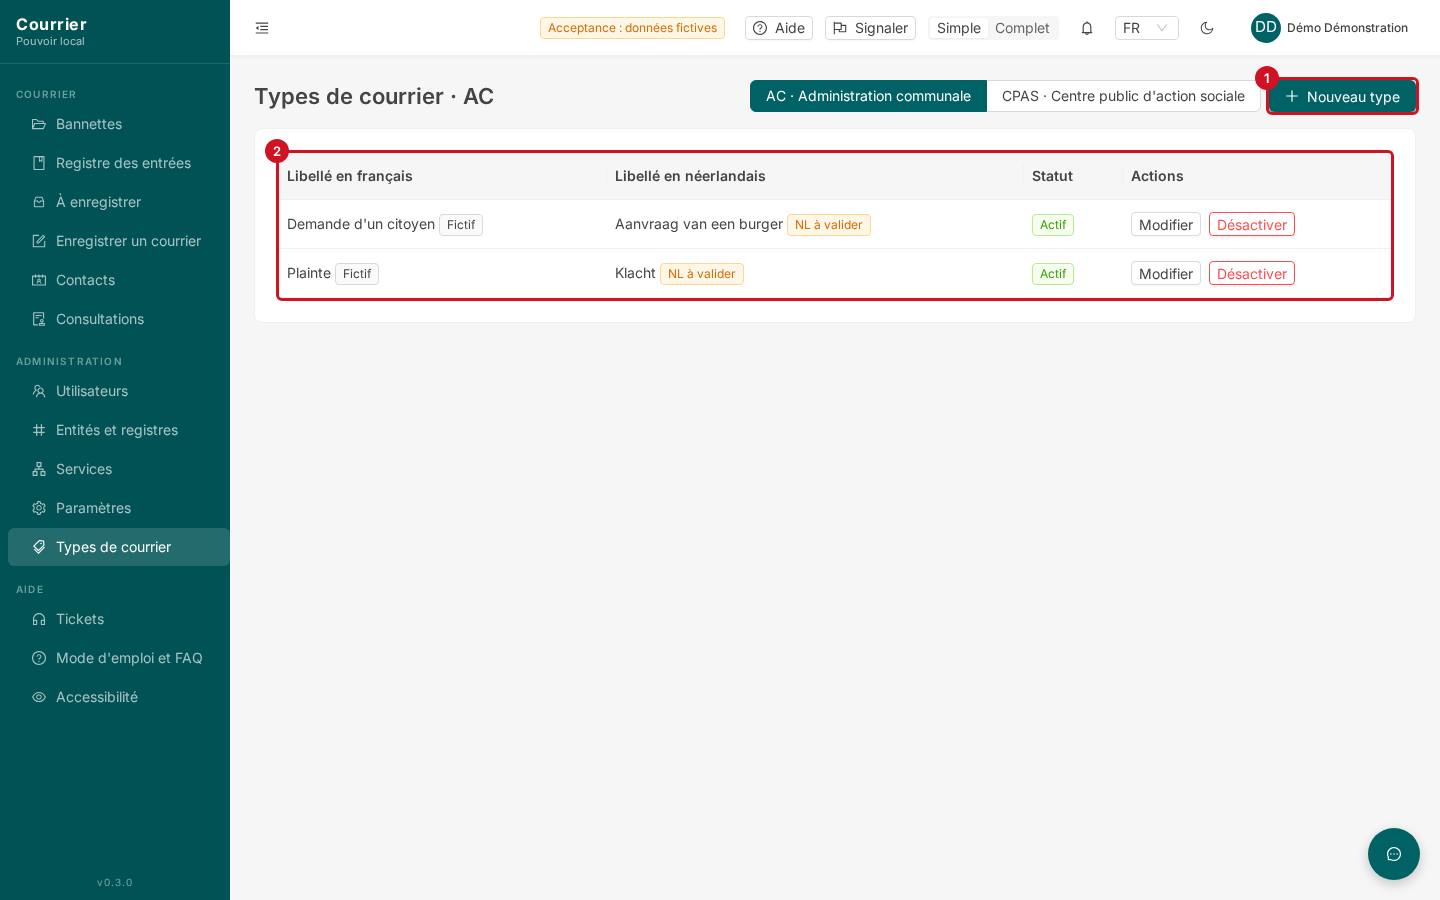 Courrier
Pouvoir local
COURRIER
Bannettes
Registre des entrées
À enregistrer
Enregistrer un courrier
Contacts
Consultations
ADMINISTRATION
Utilisateurs
Entités et registres
Services
Paramètres
Types de courrier
AIDE
Tickets
Mode d'emploi et FAQ
Accessibilité
v0.3.0
Acceptance : données fictives
Aide
Signaler
Simple Complet
FR
DD Démo Démonstration
Types de courrier · AC
AC · Administration communale
CPAS · Centre public d'action sociale
1
Nouveau type
2
Libellé en français Libellé en néerlandais Statut Actions
Demande d'un citoyen Fictif Aanvraag van een burger NL à valider Actif Modifier Désactiver
Plainte Fictif Klacht NL à valider Actif Modifier Désactiver